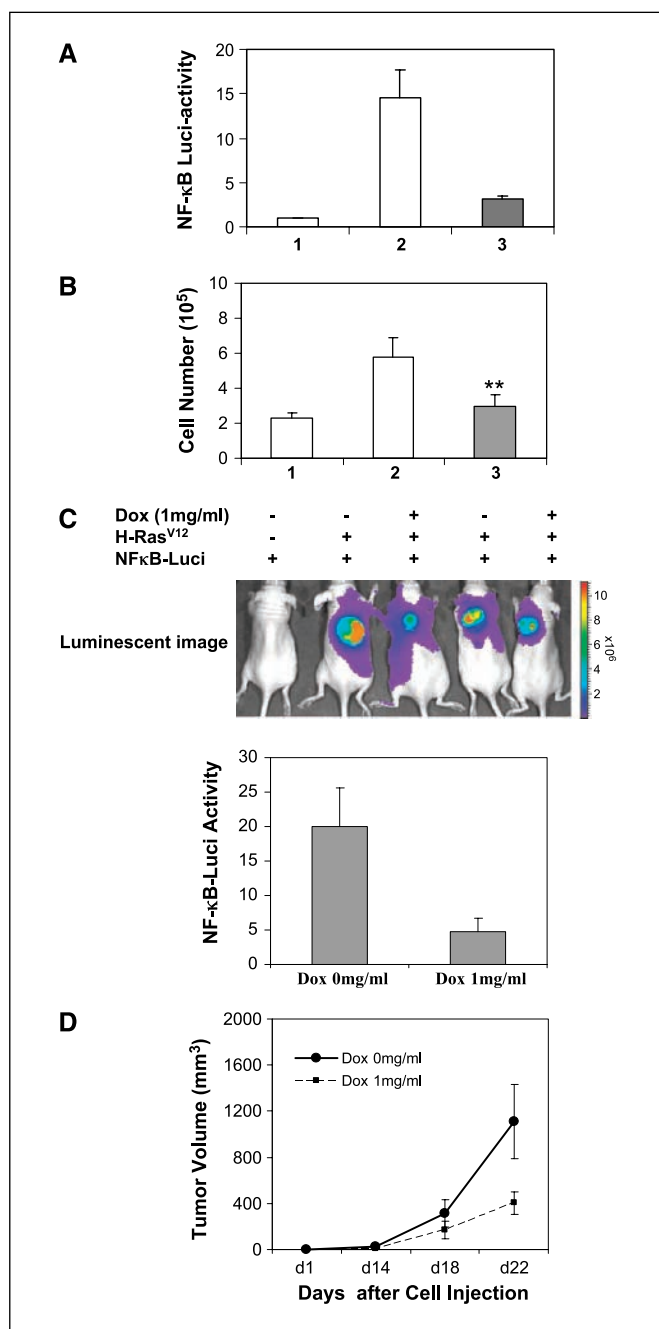 A
NF-κB Luci-activity
20
15
10
5
0
1 2 3
B
Cell Number (10⁵)
10
8
6
4
2
0
**
1 2 3
C
Dox (1mg/ml) - - + - +
H-Rasⱽ¹² - + + + +
NFκB-Luci + + + + +
Luminescent image
10
8
6
4
2
x10⁶
NF-κB-Luci Activity
30
25
20
15
10
5
0
Dox 0mg/ml Dox 1mg/ml
D
Tumor Volume (mm³)
2000
1600
1200
800
400
0
Dox 0mg/ml
Dox 1mg/ml
d1 d14 d18 d22
Days after Cell Injection